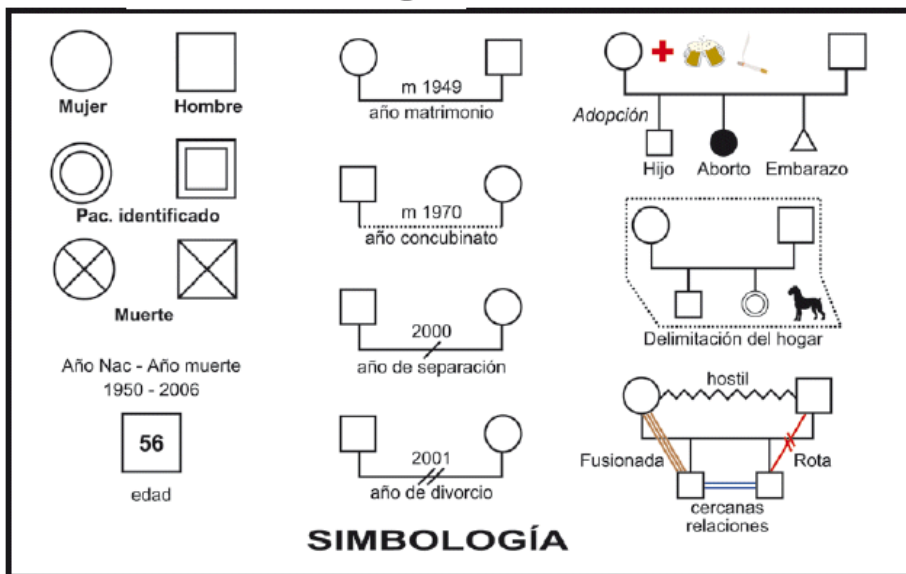 Mujer
Hombre
Pac. identificado
Muerte
Año Nac - Año muerte
1950 - 2006
56
edad
m 1949
año matrimonio
m 1970
año concubinato
2000
año de separación
2001
año de divorcio
Adopción
Hijo
Aborto
Embarazo
Delimitación del hogar
hostil
Fusionada
Rota
cercanas
relaciones
SIMBOLOGÍA